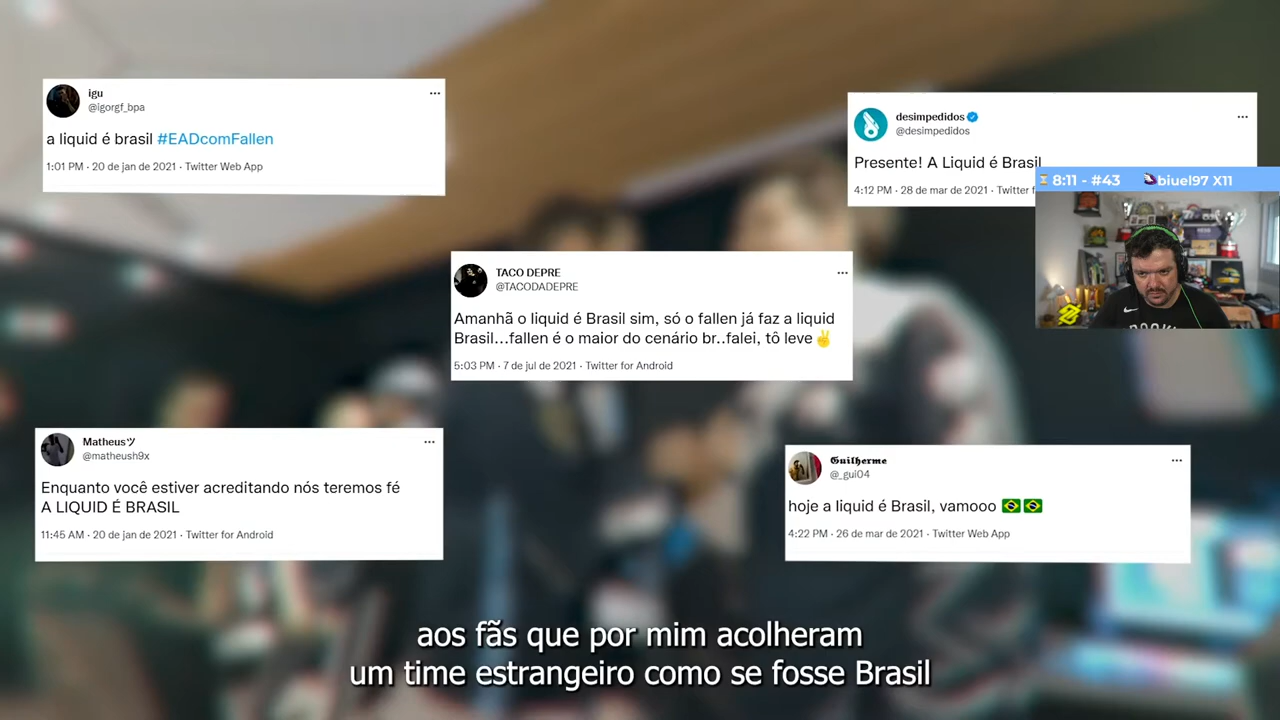 igu
@igorgf_bpa
a liquid é brasil #EADcomFallen
1:01 PM · 20 de jan de 2021 · Twitter Web App
desimpedidos
@desimpedidos
Presente! A Liquid é Brasil
4:12 PM · 28 de mar de 2021 · Twitter f
8:11 - #43 biuel97 X11
TACO DEPRE
@TACODADEPRE
Amanhã o liquid é Brasil sim, só o fallen já faz a liquid
Brasil...fallen é o maior do cenário br..falei, tô leve✌️
5:03 PM · 7 de jul de 2021 · Twitter for Android
Matheusツ
@matheush9x
Enquanto você estiver acreditando nós teremos fé
A LIQUID É BRASIL
11:45 AM · 20 de jan de 2021 · Twitter for Android
𝕲𝖚𝖎𝖑𝖍𝖊𝖗𝖒𝖊
@_gui04
hoje a liquid é Brasil, vamooo 🇧🇷🇧🇷
4:22 PM · 26 de mar de 2021 · Twitter Web App
aos fãs que por mim acolheram
um time estrangeiro como se fosse Brasil